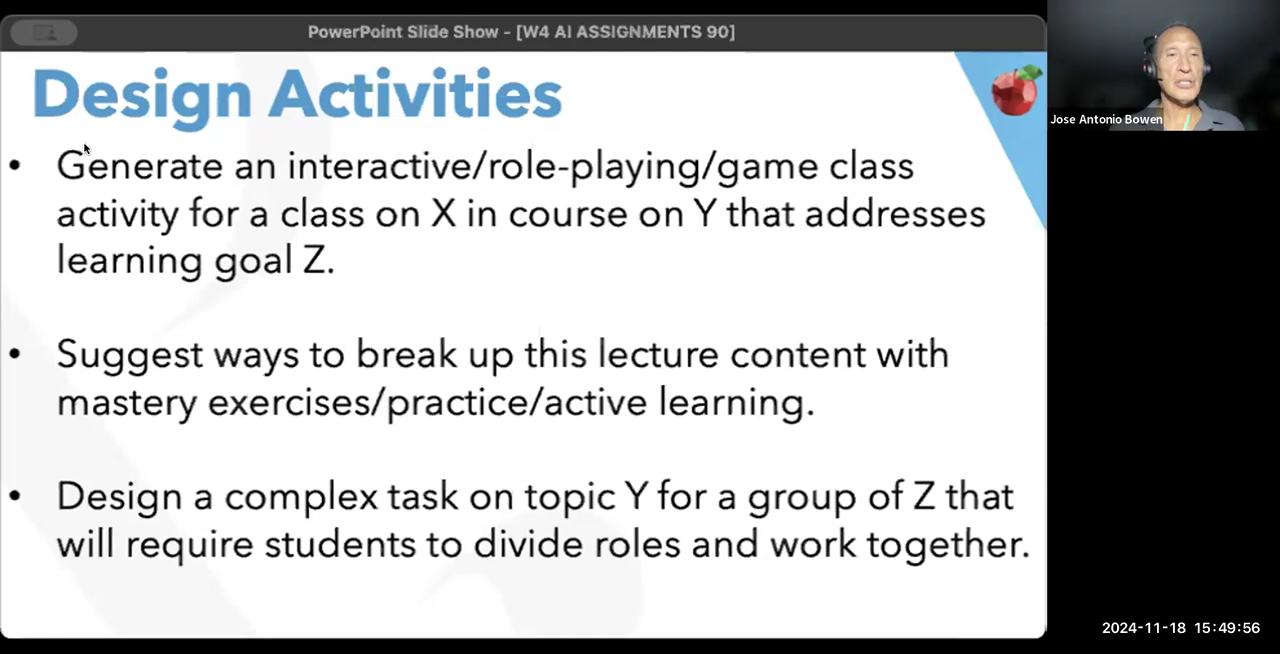 PowerPoint Slide Show - [W4 AI ASSIGNMENTS 90]
Design Activities
• Generate an interactive/role-playing/game class
activity for a class on X in course on Y that addresses
learning goal Z.
• Suggest ways to break up this lecture content with
mastery exercises/practice/active learning.
• Design a complex task on topic Y for a group of Z that
will require students to divide roles and work together.
Jose Antonio Bowen
2024-11-18 15:49:56